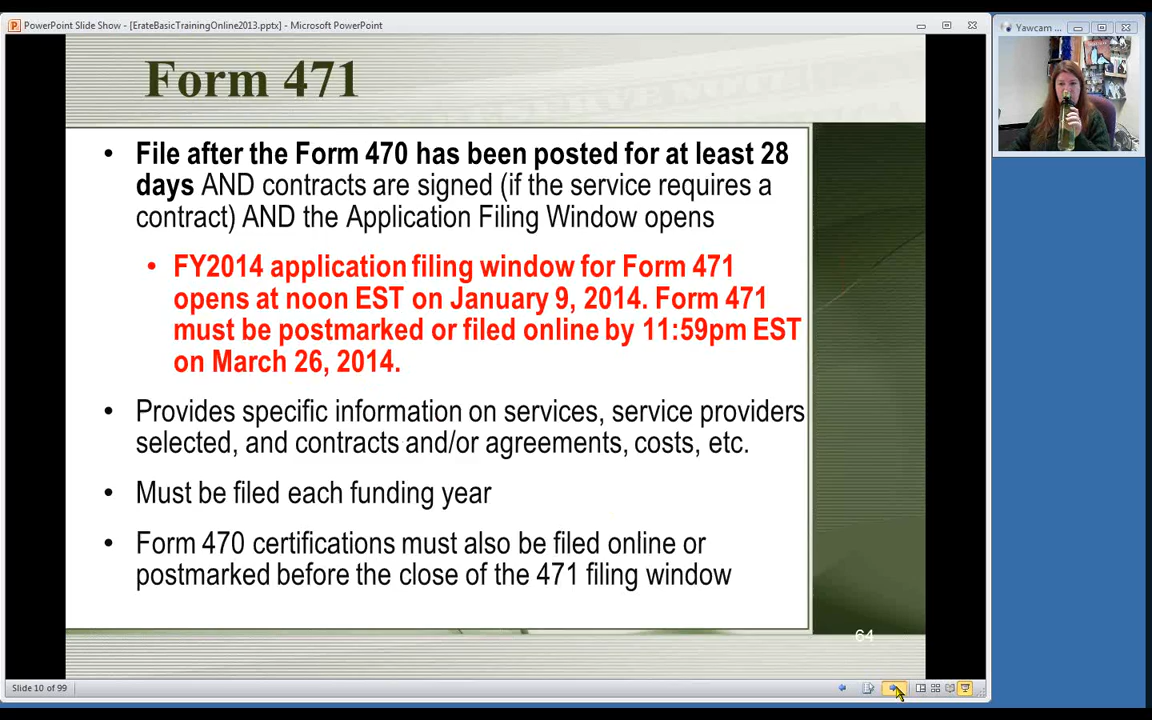 PowerPoint Slide Show - [ErateBasicTrainingOnline2013.pptx] - Microsoft PowerPoint
Yawcam ...
Form 471
• File after the Form 470 has been posted for at least 28
days AND contracts are signed (if the service requires a
contract) AND the Application Filing Window opens
• FY2014 application filing window for Form 471
opens at noon EST on January 9, 2014. Form 471
must be postmarked or filed online by 11:59pm EST
on March 26, 2014.
• Provides specific information on services, service providers
selected, and contracts and/or agreements, costs, etc.
• Must be filed each funding year
• Form 470 certifications must also be filed online or
postmarked before the close of the 471 filing window
64
Slide 10 of 99